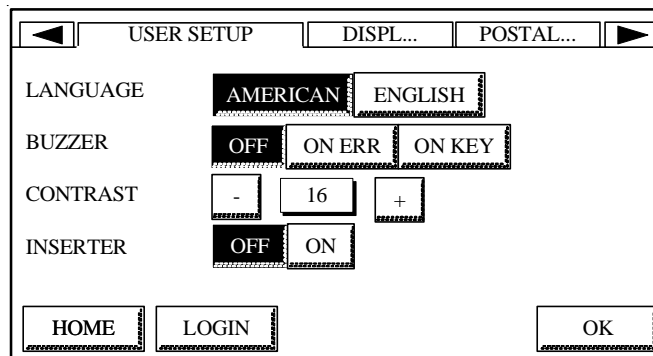 USER SETUP DISPL... POSTAL...
LANGUAGE AMERICAN ENGLISH
BUZZER OFF ON ERR ON KEY
CONTRAST - 16 +
INSERTER OFF ON
HOME LOGIN OK